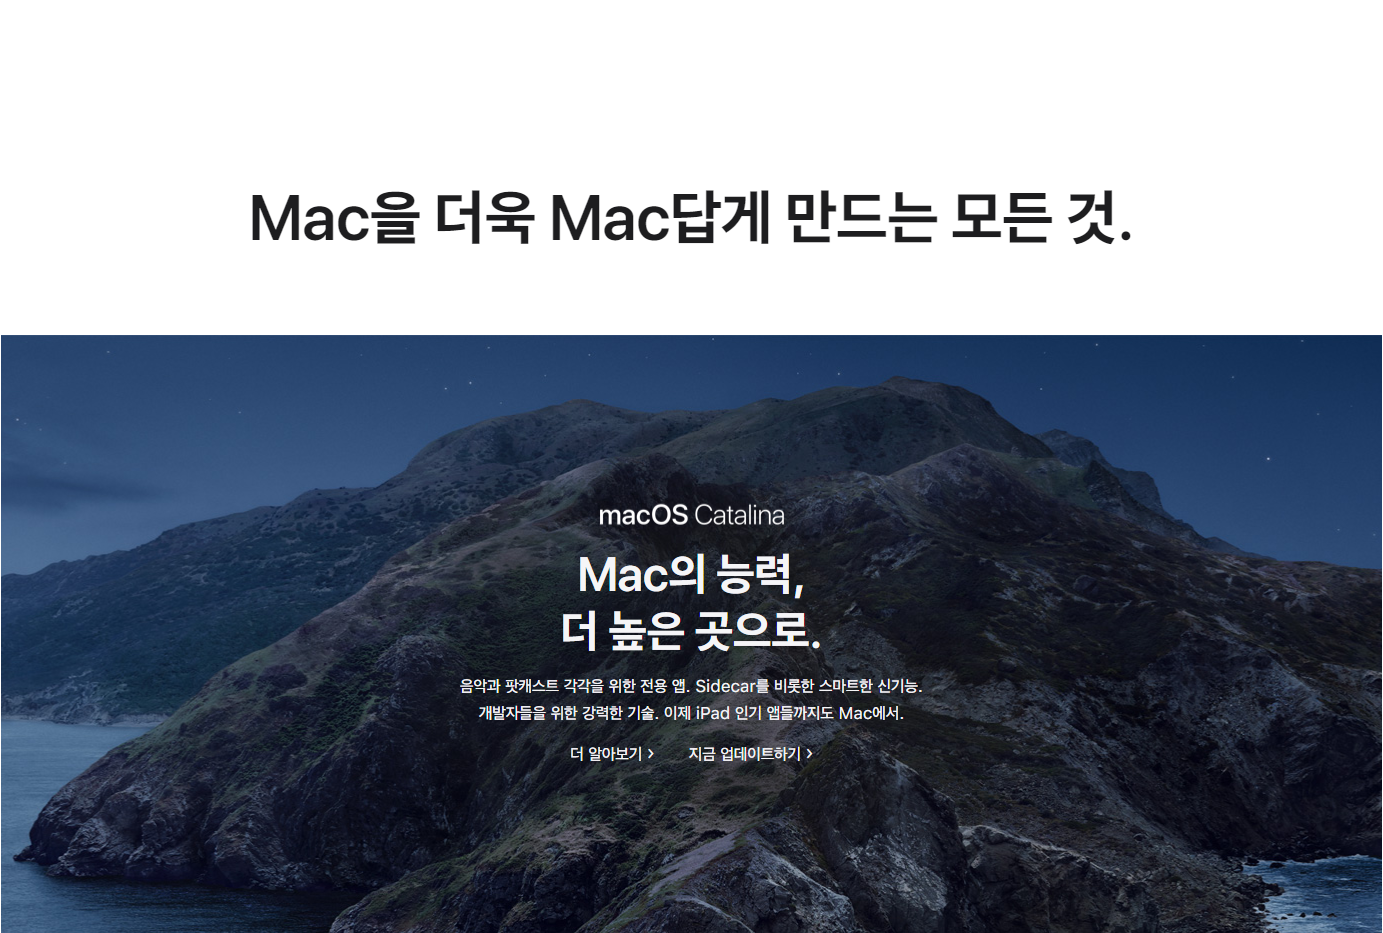 Mac을 더욱 Mac답게 만드는 모든 것.
macOS Catalina
Mac의 능력,
더 높은 곳으로.
음악과 팟캐스트 각각을 위한 전용 앱. Sidecar를 비롯한 스마트한 신기능.
개발자들을 위한 강력한 기술. 이제 iPad 인기 앱들까지도 Mac에서.
더 알아보기 > 지금 업데이트하기 >